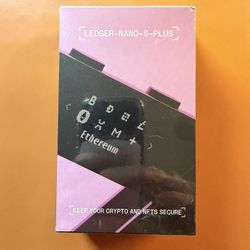 LEDGER-NANO-S-PLUS
Ethereum
KEEP YOUR CRYPTO AND NFTS SECURE